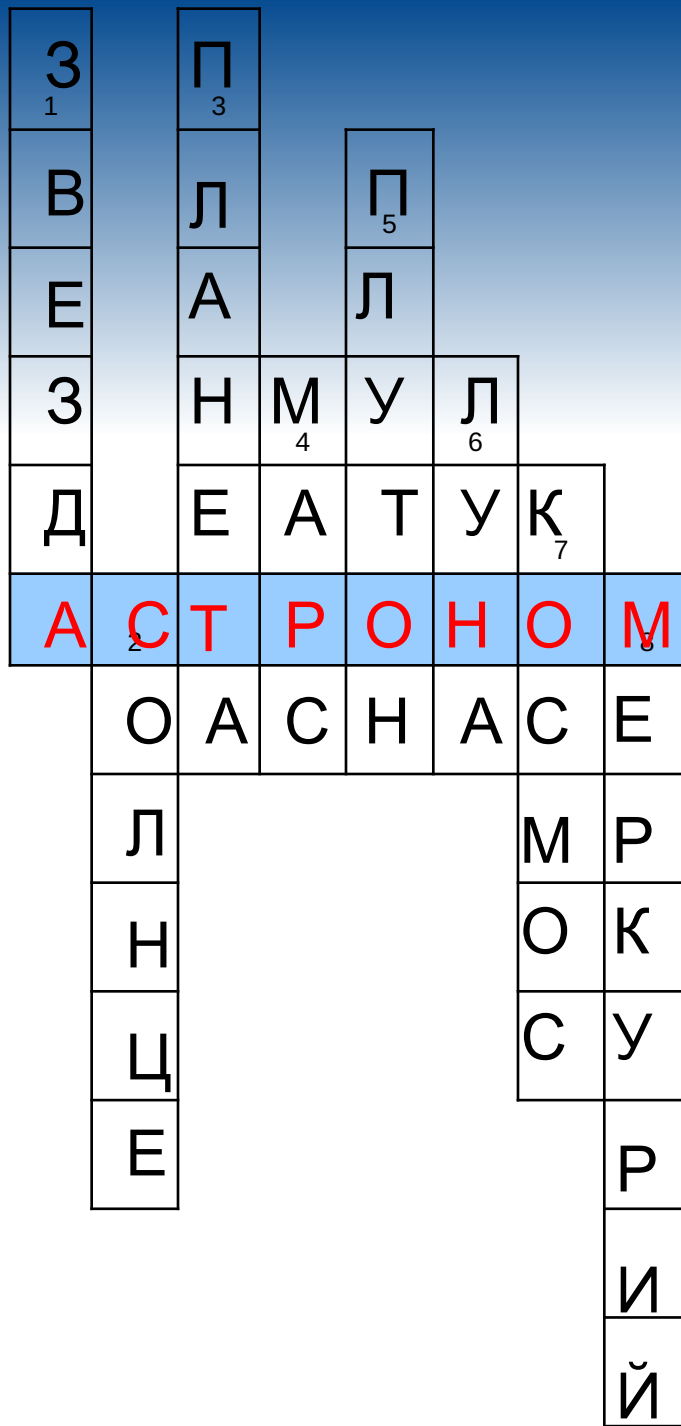 З П
1 3
В Л П
5
Е А Л
З Н М У Л
4 6
Д Е А Т У К
7
А С Т Р О Н О М
2 8
О А С Н А С Е
Л М Р
Н О К
Ц С У
Е Р
И
Й